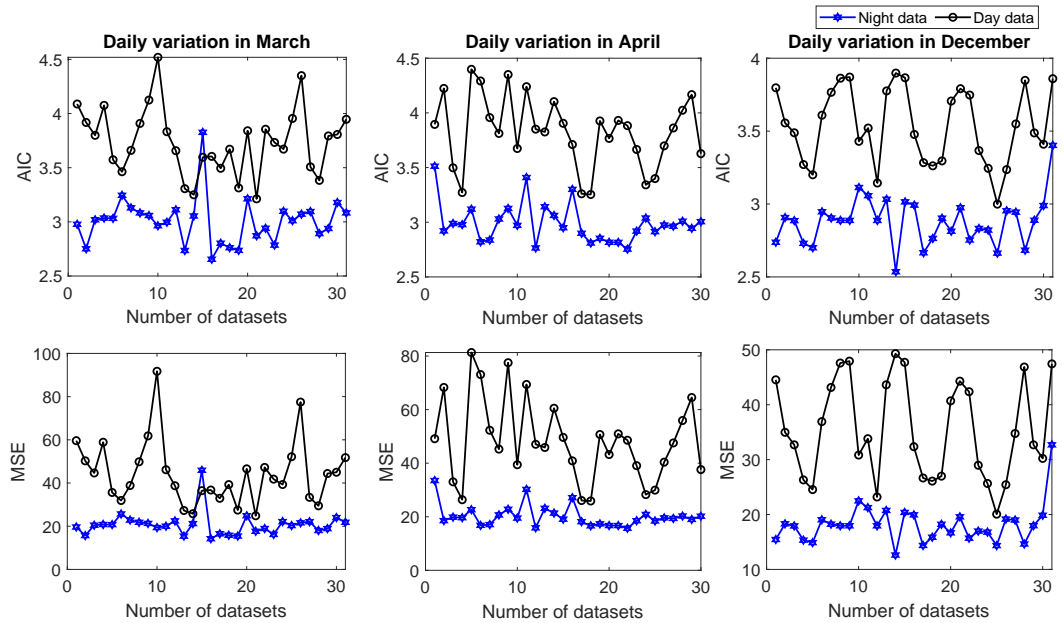 Night data Day data
Daily variation in March
4.5
4
3.5
3
2.5
AIC
0 10 20 30
Number of datasets
Daily variation in April
4.5
4
3.5
3
2.5
AIC
0 10 20 30
Number of datasets
Daily variation in December
4
3.5
3
2.5
AIC
0 10 20 30
Number of datasets
100
80
60
40
20
0
MSE
0 10 20 30
Number of datasets
80
60
40
20
0
MSE
0 10 20 30
Number of datasets
50
40
30
20
10
MSE
0 10 20 30
Number of datasets